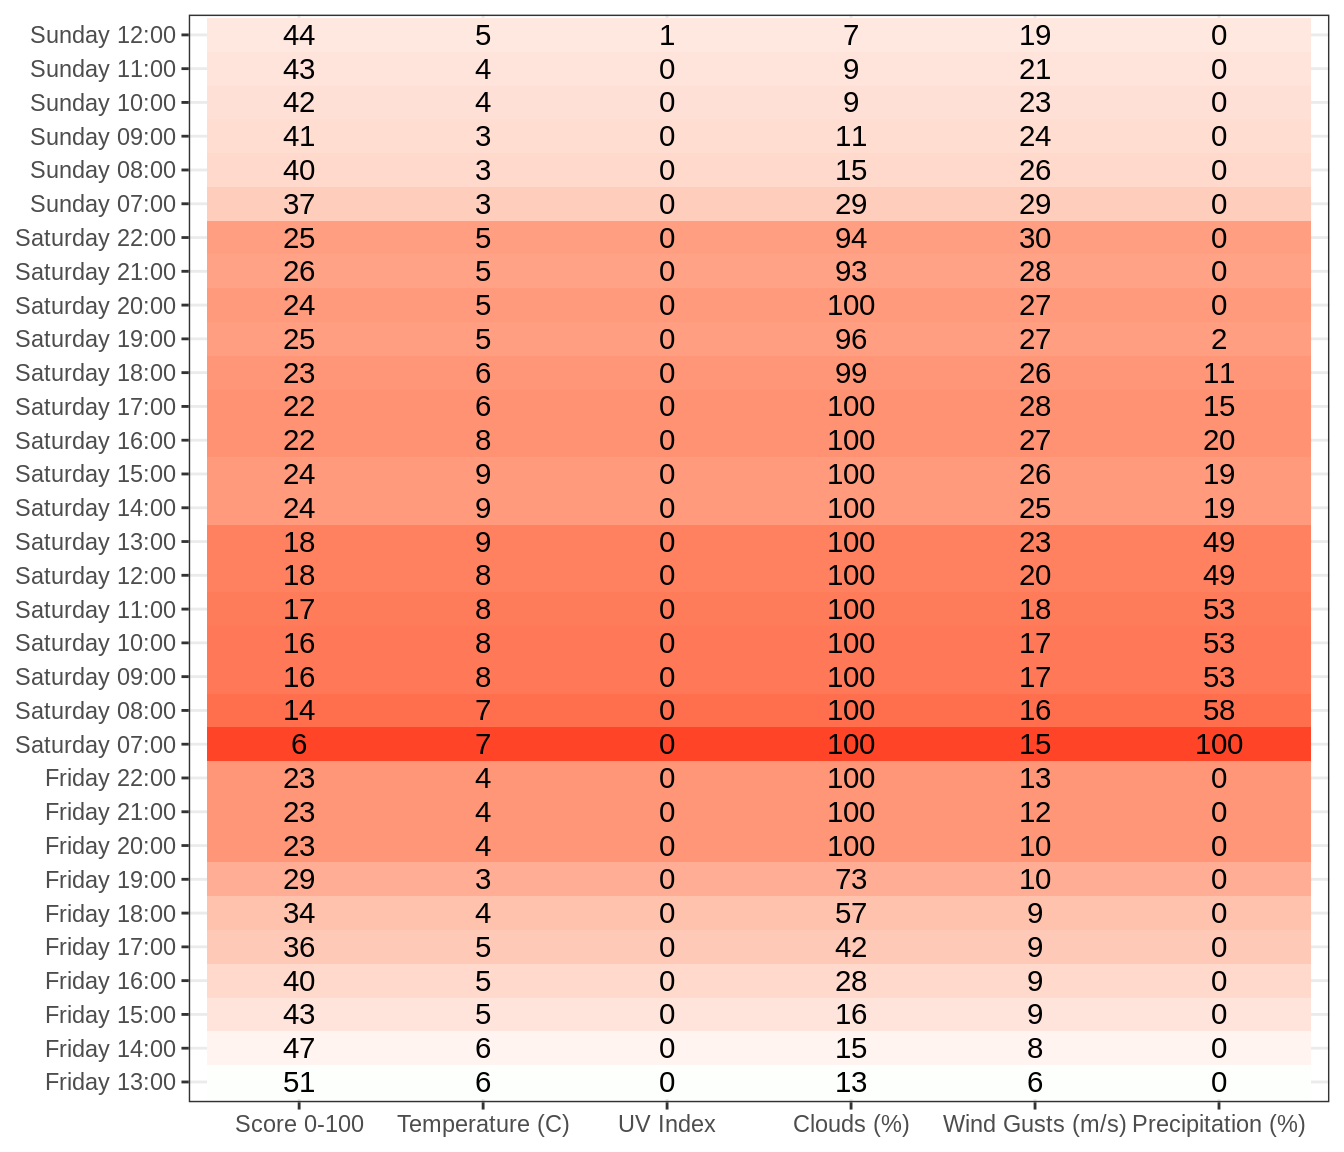 Sunday 12:00 44 5 1 7 19 0
Sunday 11:00 43 4 0 9 21 0
Sunday 10:00 42 4 0 9 23 0
Sunday 09:00 41 3 0 11 24 0
Sunday 08:00 40 3 0 15 26 0
Sunday 07:00 37 3 0 29 29 0
Saturday 22:00 25 5 0 94 30 0
Saturday 21:00 26 5 0 93 28 0
Saturday 20:00 24 5 0 100 27 0
Saturday 19:00 25 5 0 96 27 2
Saturday 18:00 23 6 0 99 26 11
Saturday 17:00 22 6 0 100 28 15
Saturday 16:00 22 8 0 100 27 20
Saturday 15:00 24 9 0 100 26 19
Saturday 14:00 24 9 0 100 25 19
Saturday 13:00 18 9 0 100 23 49
Saturday 12:00 18 8 0 100 20 49
Saturday 11:00 17 8 0 100 18 53
Saturday 10:00 16 8 0 100 17 53
Saturday 09:00 16 8 0 100 17 53
Saturday 08:00 14 7 0 100 16 58
Saturday 07:00 6 7 0 100 15 100
Friday 22:00 23 4 0 100 13 0
Friday 21:00 23 4 0 100 12 0
Friday 20:00 23 4 0 100 10 0
Friday 19:00 29 3 0 73 10 0
Friday 18:00 34 4 0 57 9 0
Friday 17:00 36 5 0 42 9 0
Friday 16:00 40 5 0 28 9 0
Friday 15:00 43 5 0 16 9 0
Friday 14:00 47 6 0 15 8 0
Friday 13:00 51 6 0 13 6 0
Score 0-100 Temperature (C) UV Index Clouds (%) Wind Gusts (m/s) Precipitation (%)